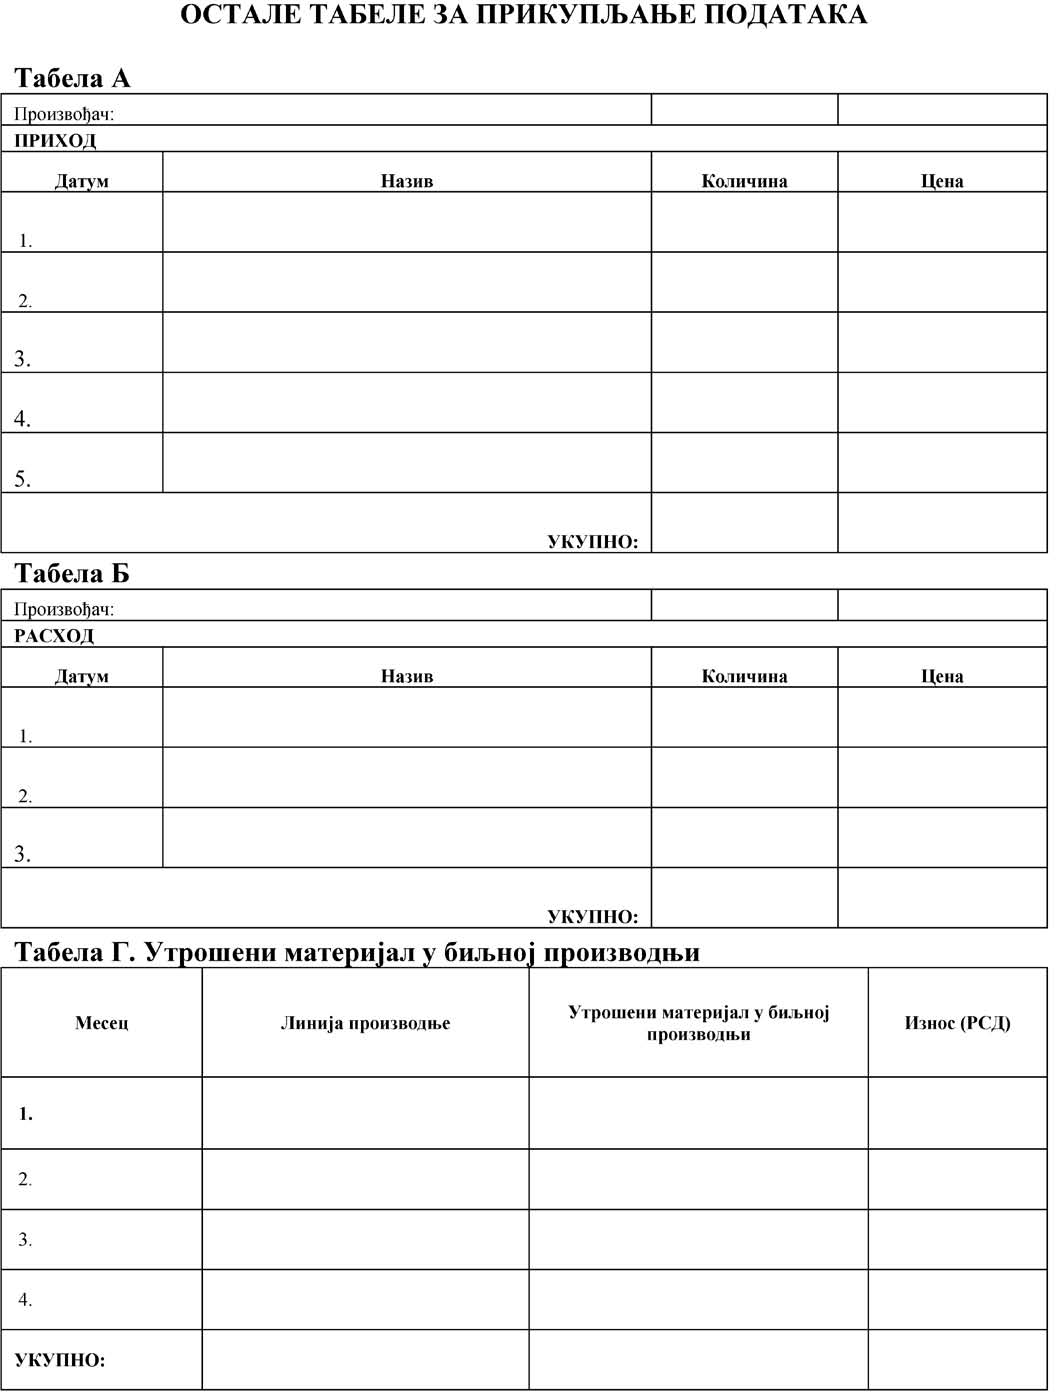 ОСТАЛЕ ТАБЕЛЕ ЗА ПРИКУПЉАЊЕ ПОДАТАКА
Табела А
Произвођач:
ПРИХОД
Датум Назив Количина Цена
1.
2.
3.
4.
5.
УКУПНО:
Табела Б
Произвођач:
РАСХОД
Датум Назив Количина Цена
1.
2.
3.
УКУПНО:
Табела Г. Утрошени материјал у биљној производњи
Месец Линија производње Утрошени материјал у биљној производњи Износ (РСД)
1.
2.
3.
4.
УКУПНО: